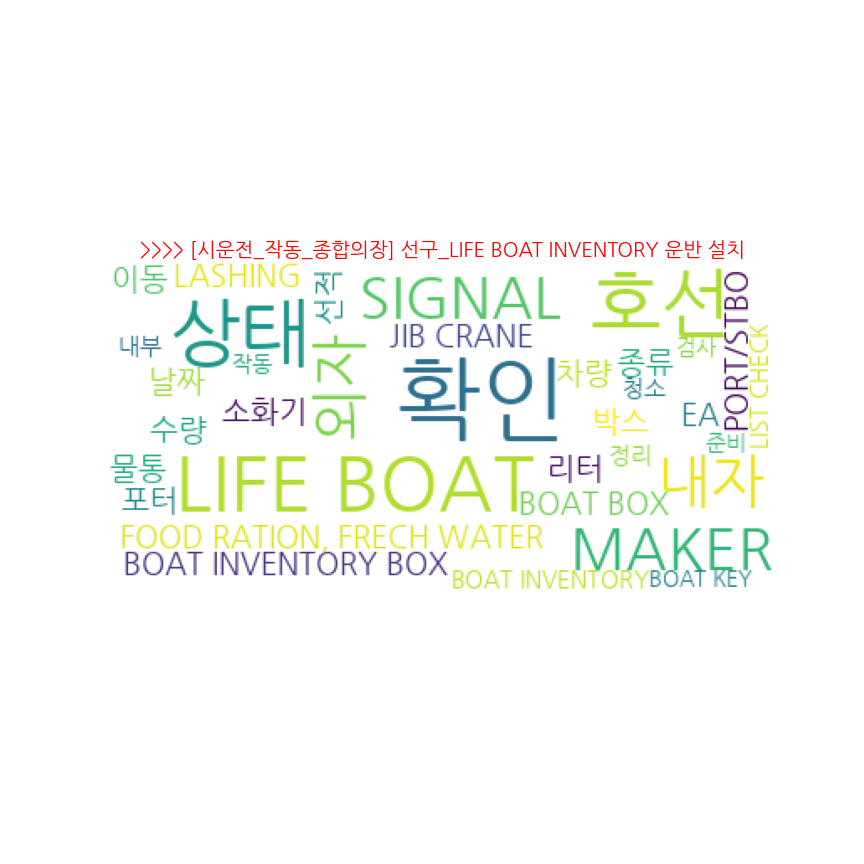 >>>> [시운전_작동_종합의장] 선구_LIFE BOAT INVENTORY 운반 설치
이동
LASHING
선적
SIGNAL
호선
PORT/STBO
상태
내부
작동
외자
JIB CRANE
확인
차량
종류
검사
LIST CHECK
날짜
소화기
청소
수량
박스
EA
준비
물통
포터
LIFE BOAT
리터
정리
내자
BOAT BOX
FOOD RATION, FRECH WATER
MAKER
BOAT INVENTORY BOX
BOAT INVENTORY
BOAT KEY